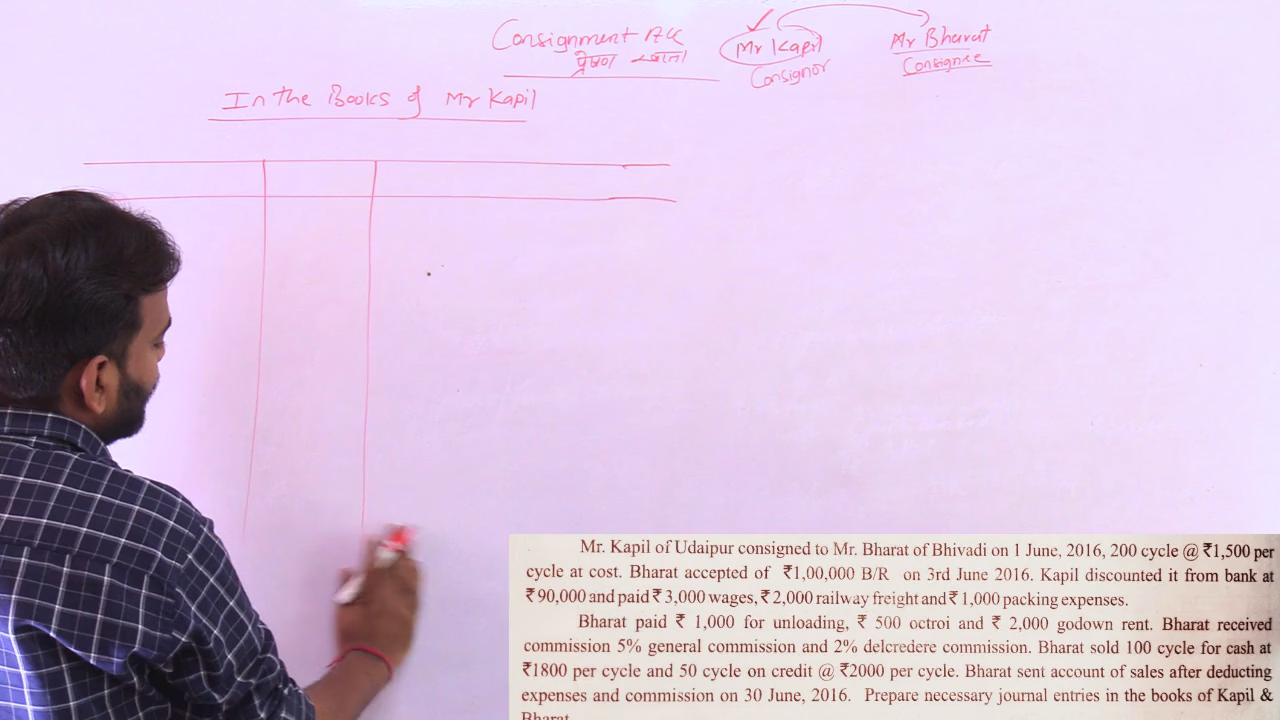 Consignment A/c
प्रेषण खाता
Mr Kapil
Consignor
Mr Bharat
Consignee
In the Books of Mr Kapil
Mr. Kapil of Udaipur consigned to Mr. Bharat of Bhivadi on 1 June, 2016, 200 cycle @ ₹1,500 per
cycle at cost. Bharat accepted of ₹1,00,000 B/R on 3rd June 2016. Kapil discounted it from bank at
₹ 90,000 and paid ₹ 3,000 wages, ₹ 2,000 railway freight and ₹ 1,000 packing expenses.
Bharat paid ₹ 1,000 for unloading, ₹ 500 octroi and ₹ 2,000 godown rent. Bharat received
commission 5% general commission and 2% delcredere commission. Bharat sold 100 cycle for cash at
₹1800 per cycle and 50 cycle on credit @ ₹2000 per cycle. Bharat sent account of sales after deducting
expenses and commission on 30 June, 2016. Prepare necessary journal entries in the books of Kapil &
Bharat